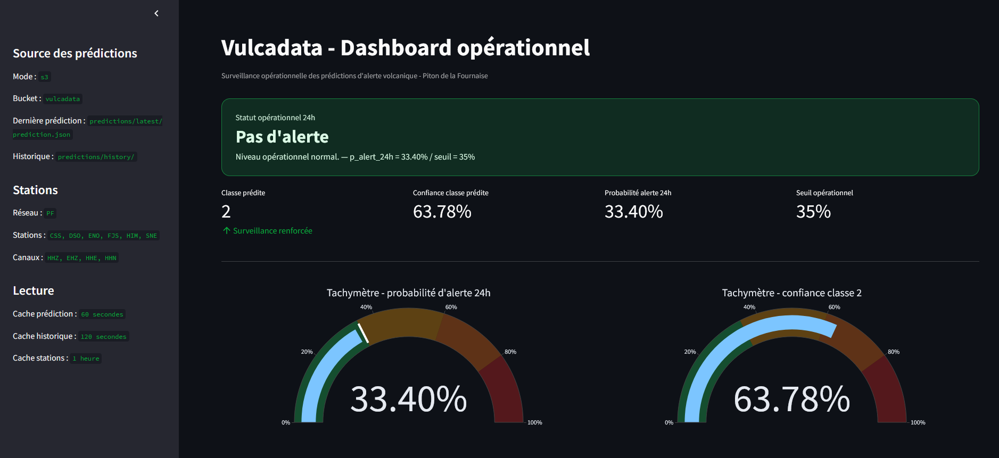 Source des prédictions
Mode : s3
Bucket : vulcadata
Dernière prédiction : predictions/latest/
prediction.json
Historique : predictions/history/
Stations
Réseau : PF
Stations : CSS, DSO, ENO, FJS, HIM, SNE
Canaux : HHZ, EHZ, HHE, HHN
Lecture
Cache prédiction : 60 secondes
Cache historique : 120 secondes
Cache stations : 1 heure
Vulcadata - Dashboard opérationnel
Surveillance opérationnelle des prédictions d'alerte volcanique - Piton de la Fournaise
Statut opérationnel 24h
Pas d'alerte
Niveau opérationnel normal. — p_alert_24h = 33.40% / seuil = 35%
Classe prédite
2
↑ Surveillance renforcée
Confiance classe prédite
63.78%
Probabilité alerte 24h
33.40%
Seuil opérationnel
35%
Tachymètre - probabilité d'alerte 24h
0%
20%
40%
60%
80%
100%
33.40%
Tachymètre - confiance classe 2
0%
20%
40%
60%
80%
100%
63.78%